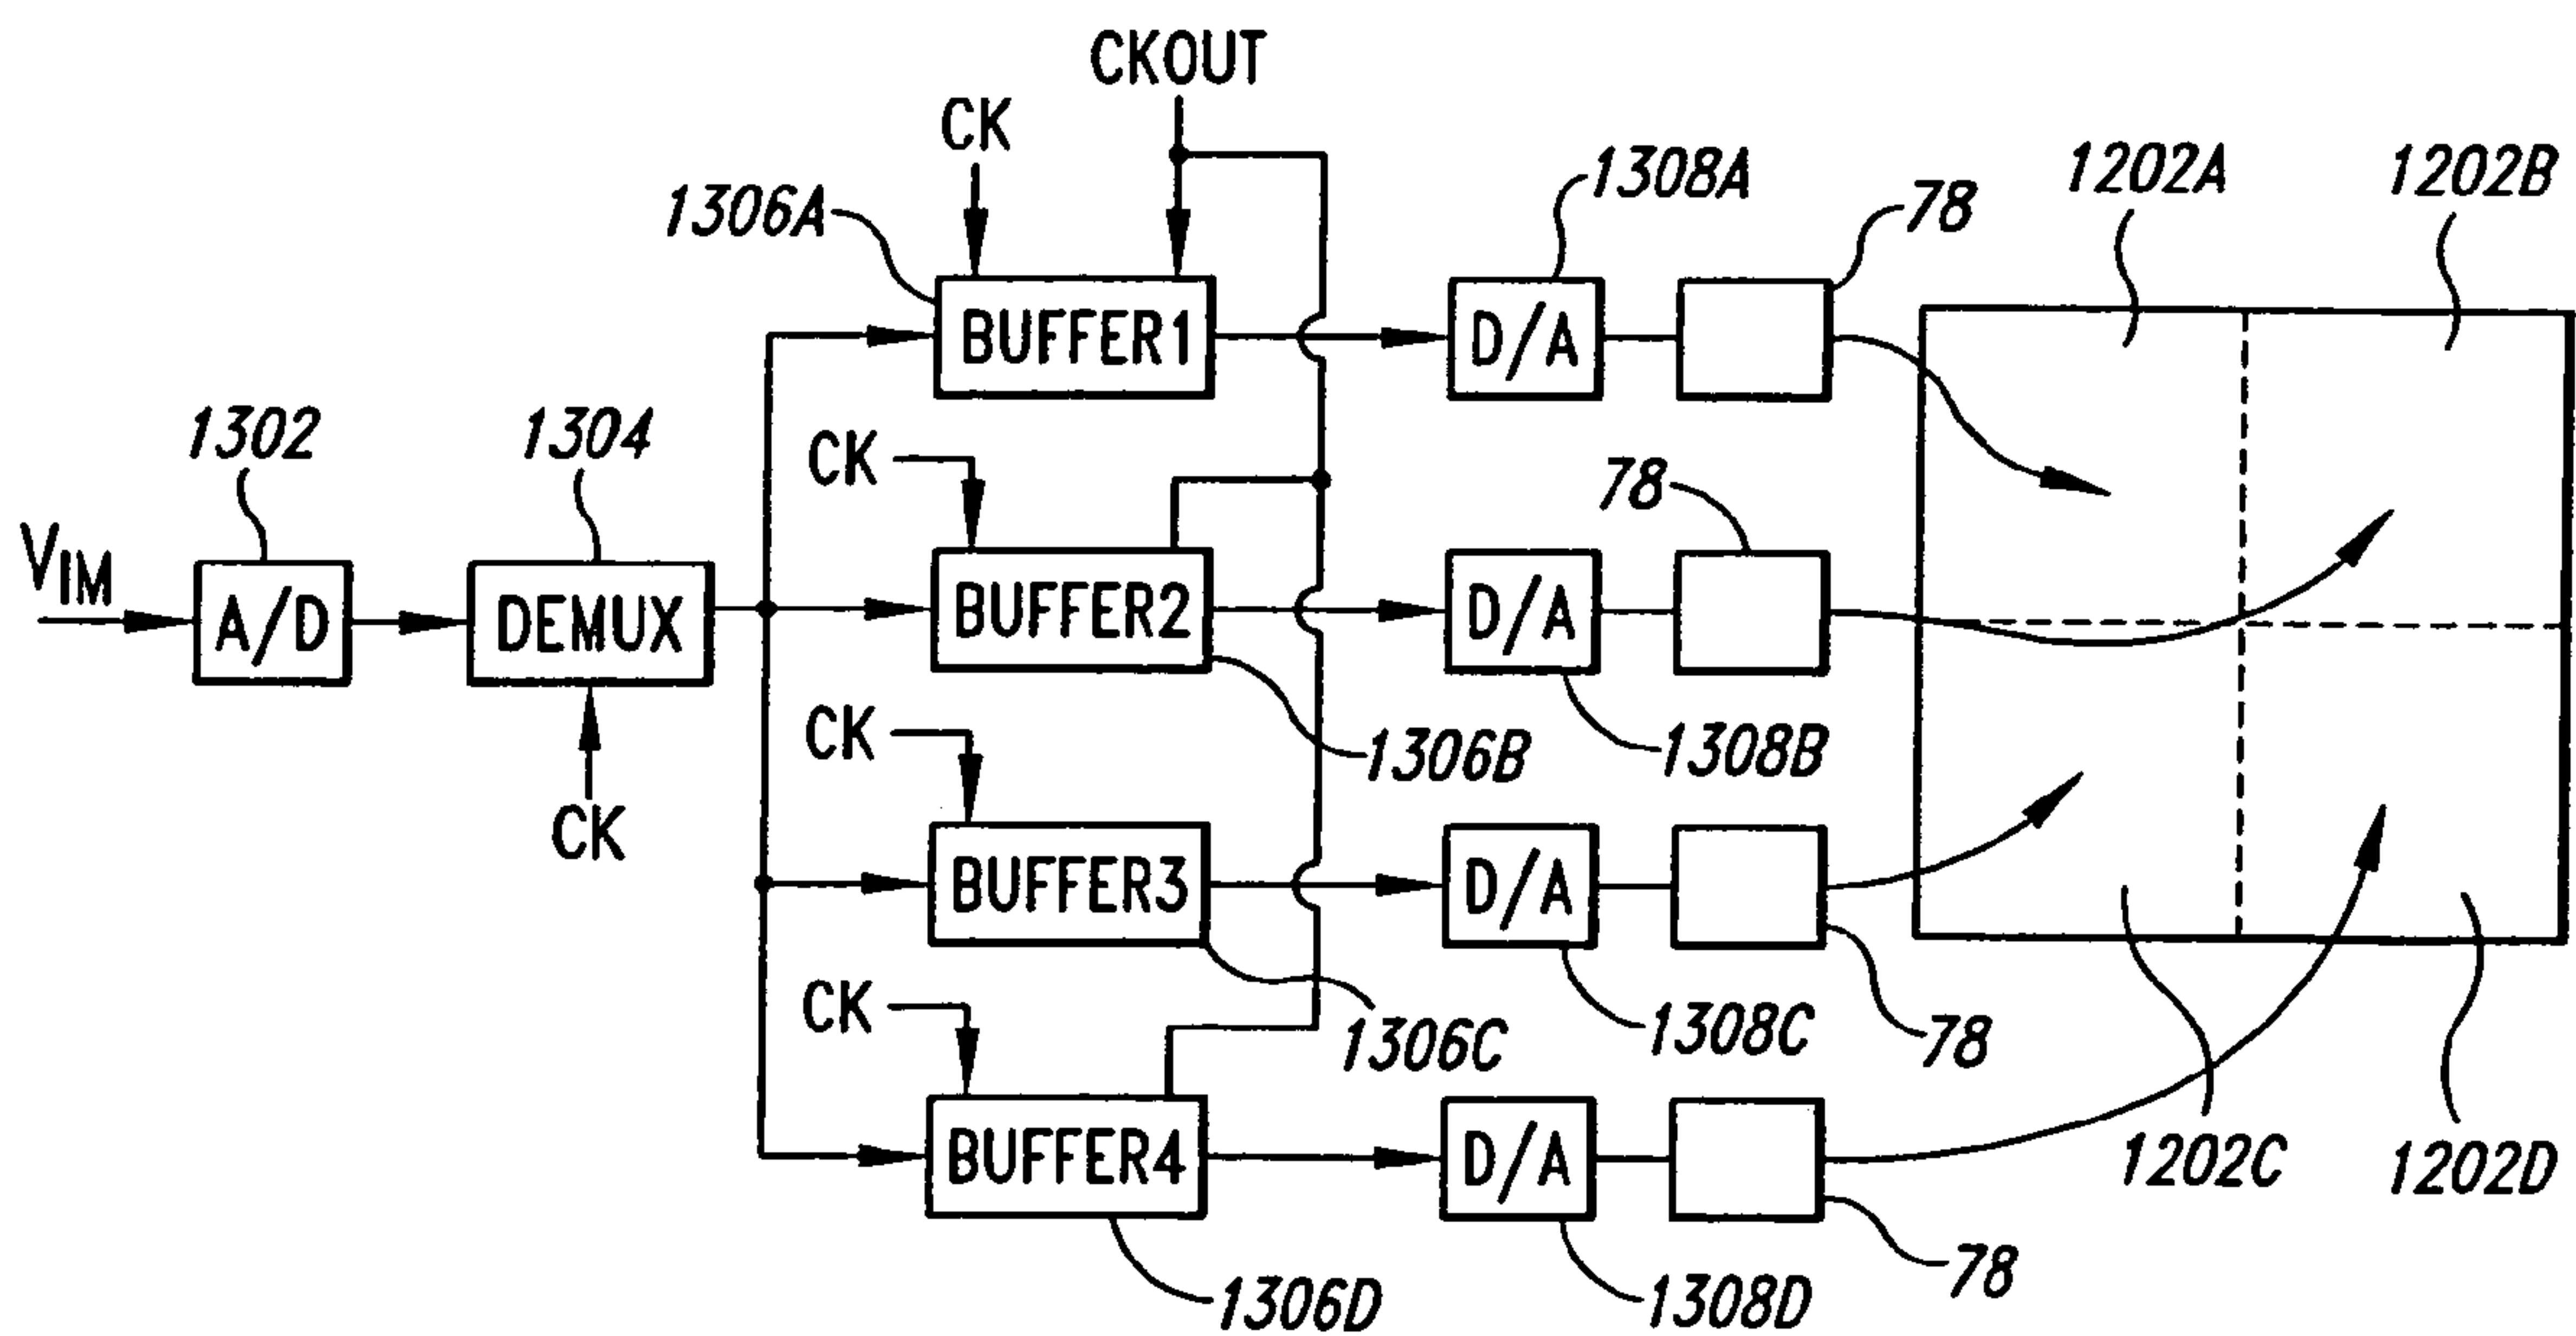 CKOUT
CK
1306A
1308A
78
1202A
1202B
BUFFER1
D/A
1302
1304
CK
78
VIM
A/D
DEMUX
BUFFER2
D/A
CK
CK
1306B
1308B
BUFFER3
D/A
CK
1306C
1308C
78
BUFFER4
D/A
1202C
1202D
1306D
1308D
78